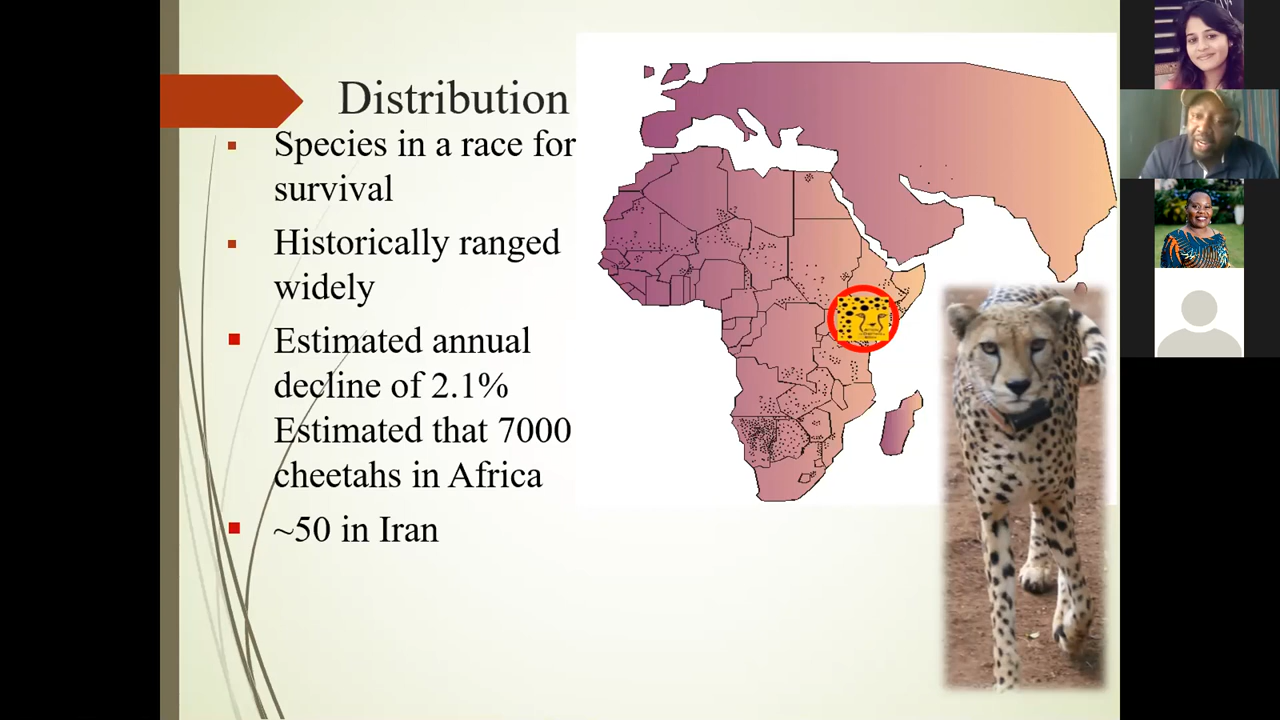 Distribution
Species in a race for
survival
Historically ranged
widely
Estimated annual
decline of 2.1%
Estimated that 7000
cheetahs in Africa
~50 in Iran